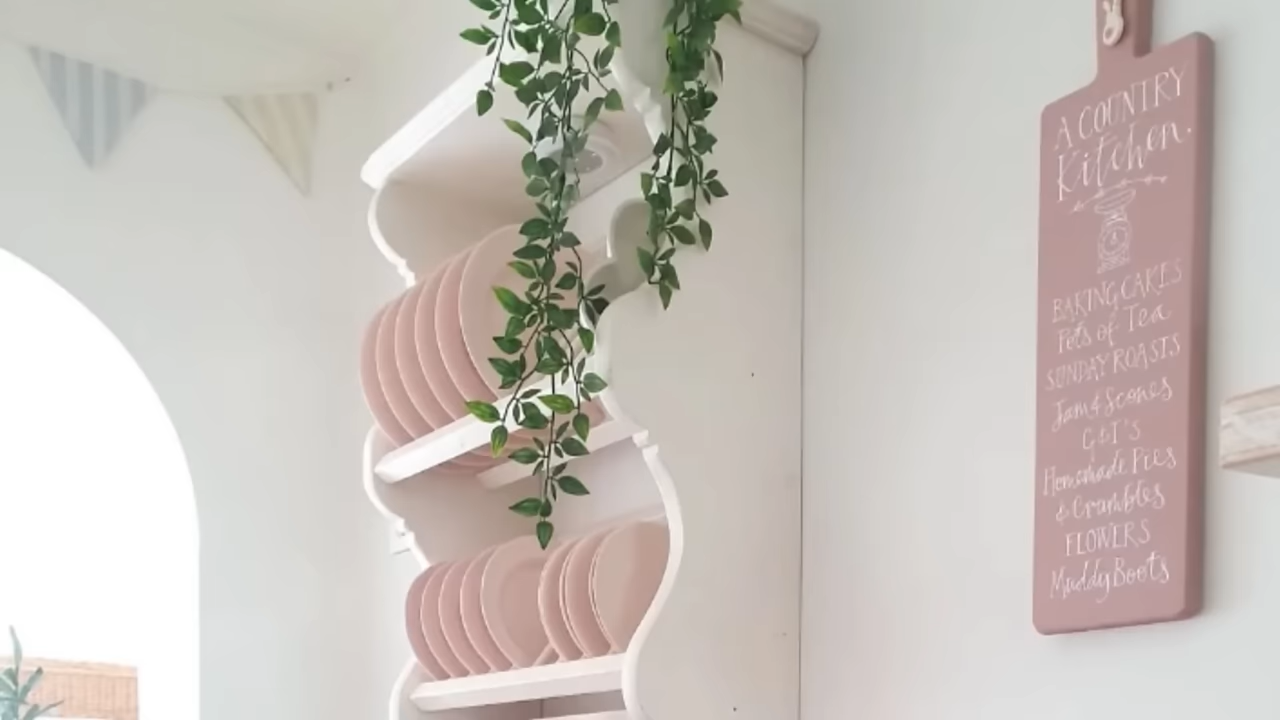 A COUNTRY
Kitchen.
BAKING CAKES
Pots of Tea
SUNDAY ROASTS
Jam & Scones
G&T'S
Homemade Pies
& Crumbles
FLOWERS
Muddy Boots